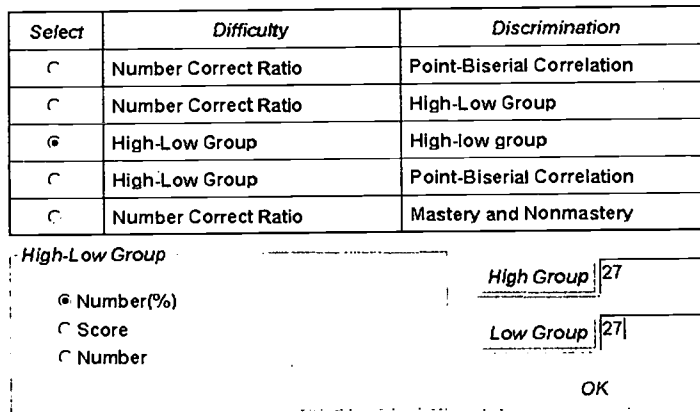 Select Difficulty Discrimination
Number Correct Ratio Point-Biserial Correlation
Number Correct Ratio High-Low Group
High-Low Group High-low group
High-Low Group Point-Biserial Correlation
Number Correct Ratio Mastery and Nonmastery
High-Low Group
High Group 27
Number(%)
Score
Low Group 27
Number
OK